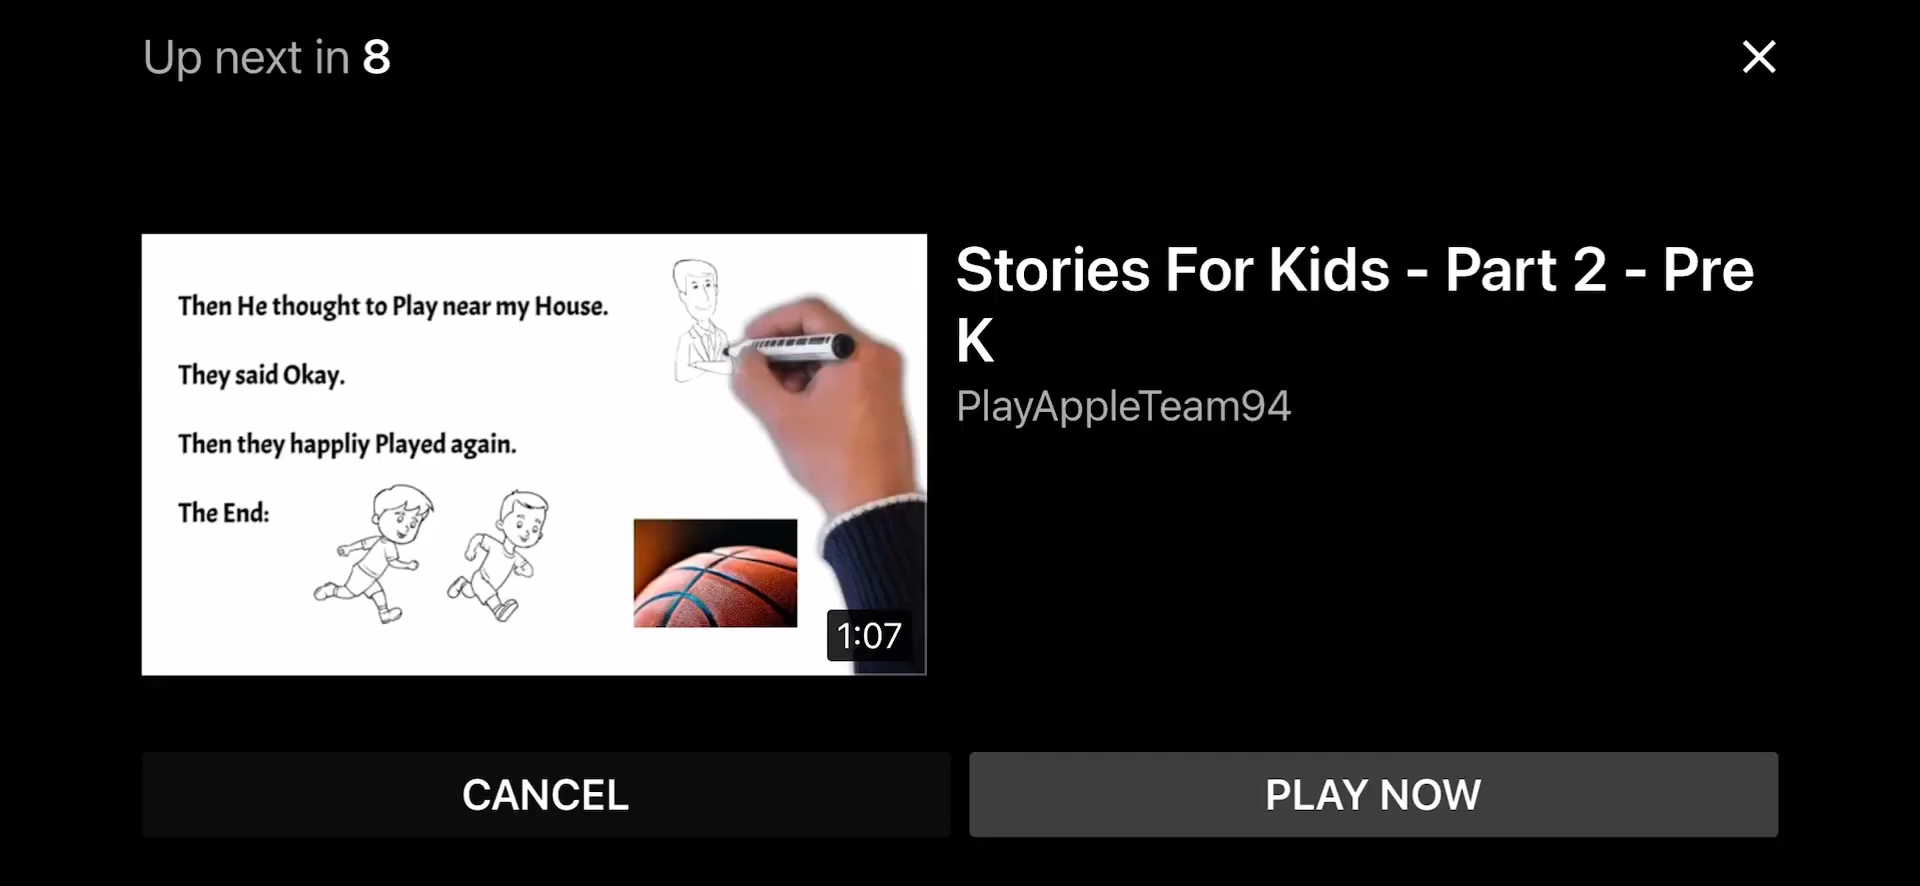 Up next in 8
Then He thought to Play near my House.
They said Okay.
Then they happliy Played again.
The End:
1:07
Stories For Kids - Part 2 - Pre
K
PlayAppleTeam94
CANCEL
PLAY NOW